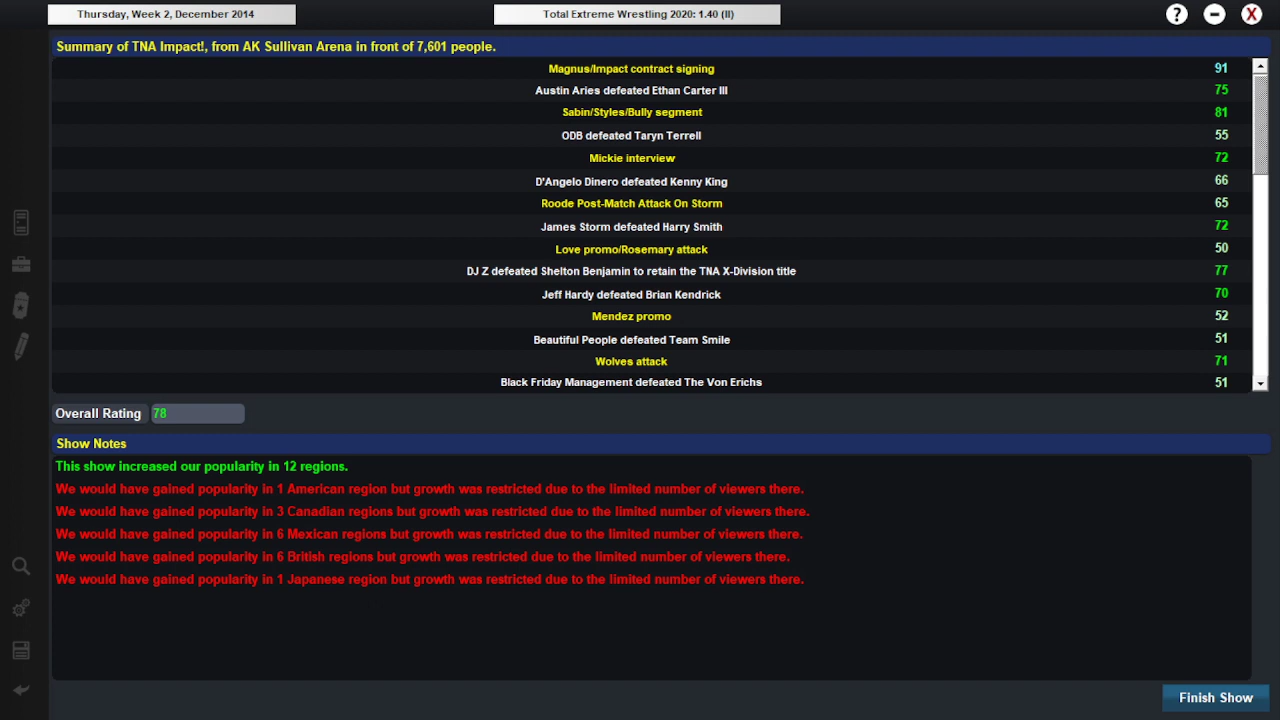 Thursday, Week 2, December 2014
Total Extreme Wrestling 2020: 1.40 (II)
? X
Summary of TNA Impact!, from AK Sullivan Arena in front of 7,601 people.
Magnus/Impact contract signing 91
Austin Aries defeated Ethan Carter III 75
Sabin/Styles/Bully segment 81
ODB defeated Taryn Terrell 55
Mickie interview 72
D'Angelo Dinero defeated Kenny King 66
Roode Post-Match Attack On Storm 65
James Storm defeated Harry Smith 72
Love promo/Rosemary attack 50
DJ Z defeated Shelton Benjamin to retain the TNA X-Division title 77
Jeff Hardy defeated Brian Kendrick 70
Mendez promo 52
Beautiful People defeated Team Smile 51
Wolves attack 71
Black Friday Management defeated The Von Erichs 51
Overall Rating 78
Show Notes
This show increased our popularity in 12 regions.
We would have gained popularity in 1 American region but growth was restricted due to the limited number of viewers there.
We would have gained popularity in 3 Canadian regions but growth was restricted due to the limited number of viewers there.
We would have gained popularity in 6 Mexican regions but growth was restricted due to the limited number of viewers there.
We would have gained popularity in 6 British regions but growth was restricted due to the limited number of viewers there.
We would have gained popularity in 1 Japanese region but growth was restricted due to the limited number of viewers there.
Finish Show